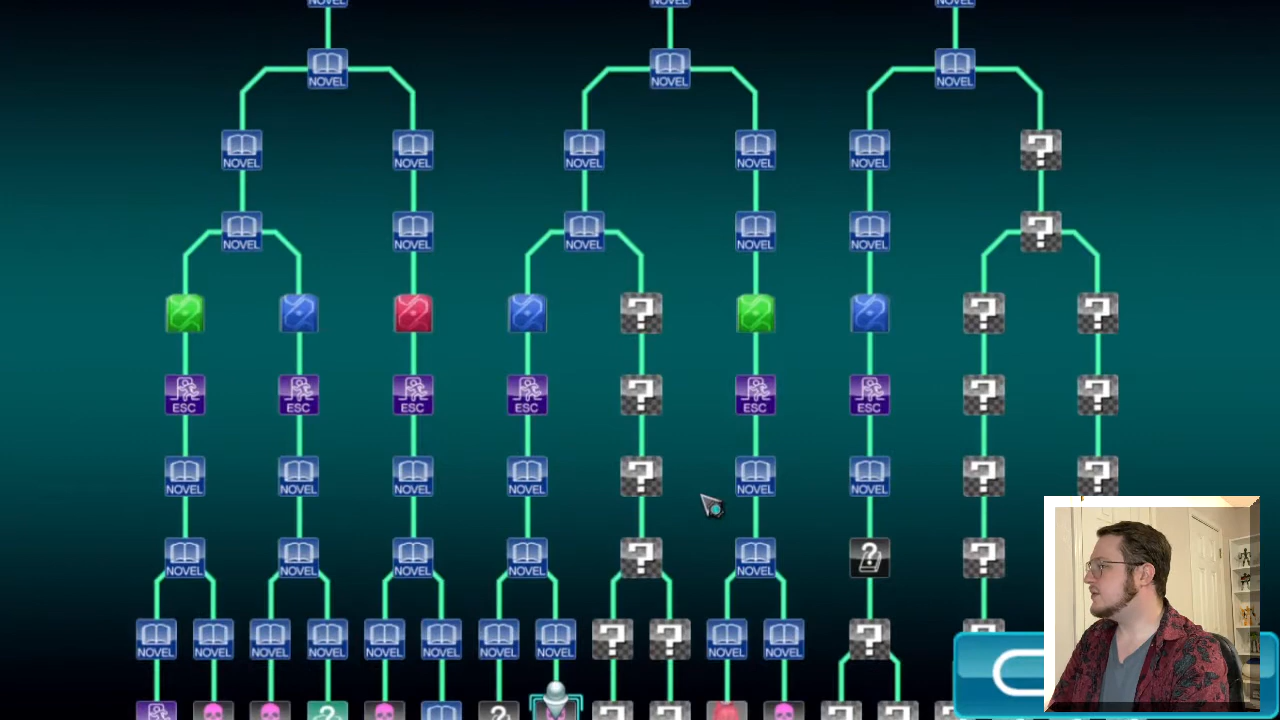 NOVEL NOVEL NOVEL
NOVEL NOVEL NOVEL
NOVEL NOVEL NOVEL NOVEL NOVEL ?
NOVEL NOVEL NOVEL NOVEL NOVEL ?
? ? ?
ESC ESC ESC ESC ? ESC ESC ? ?
NOVEL NOVEL NOVEL NOVEL ? NOVEL NOVEL ? ?
NOVEL NOVEL NOVEL NOVEL ? NOVEL ? ?
NOVEL NOVEL NOVEL NOVEL NOVEL NOVEL NOVEL NOVEL ? ? NOVEL NOVEL ? ?
? ? ? ? ? ?